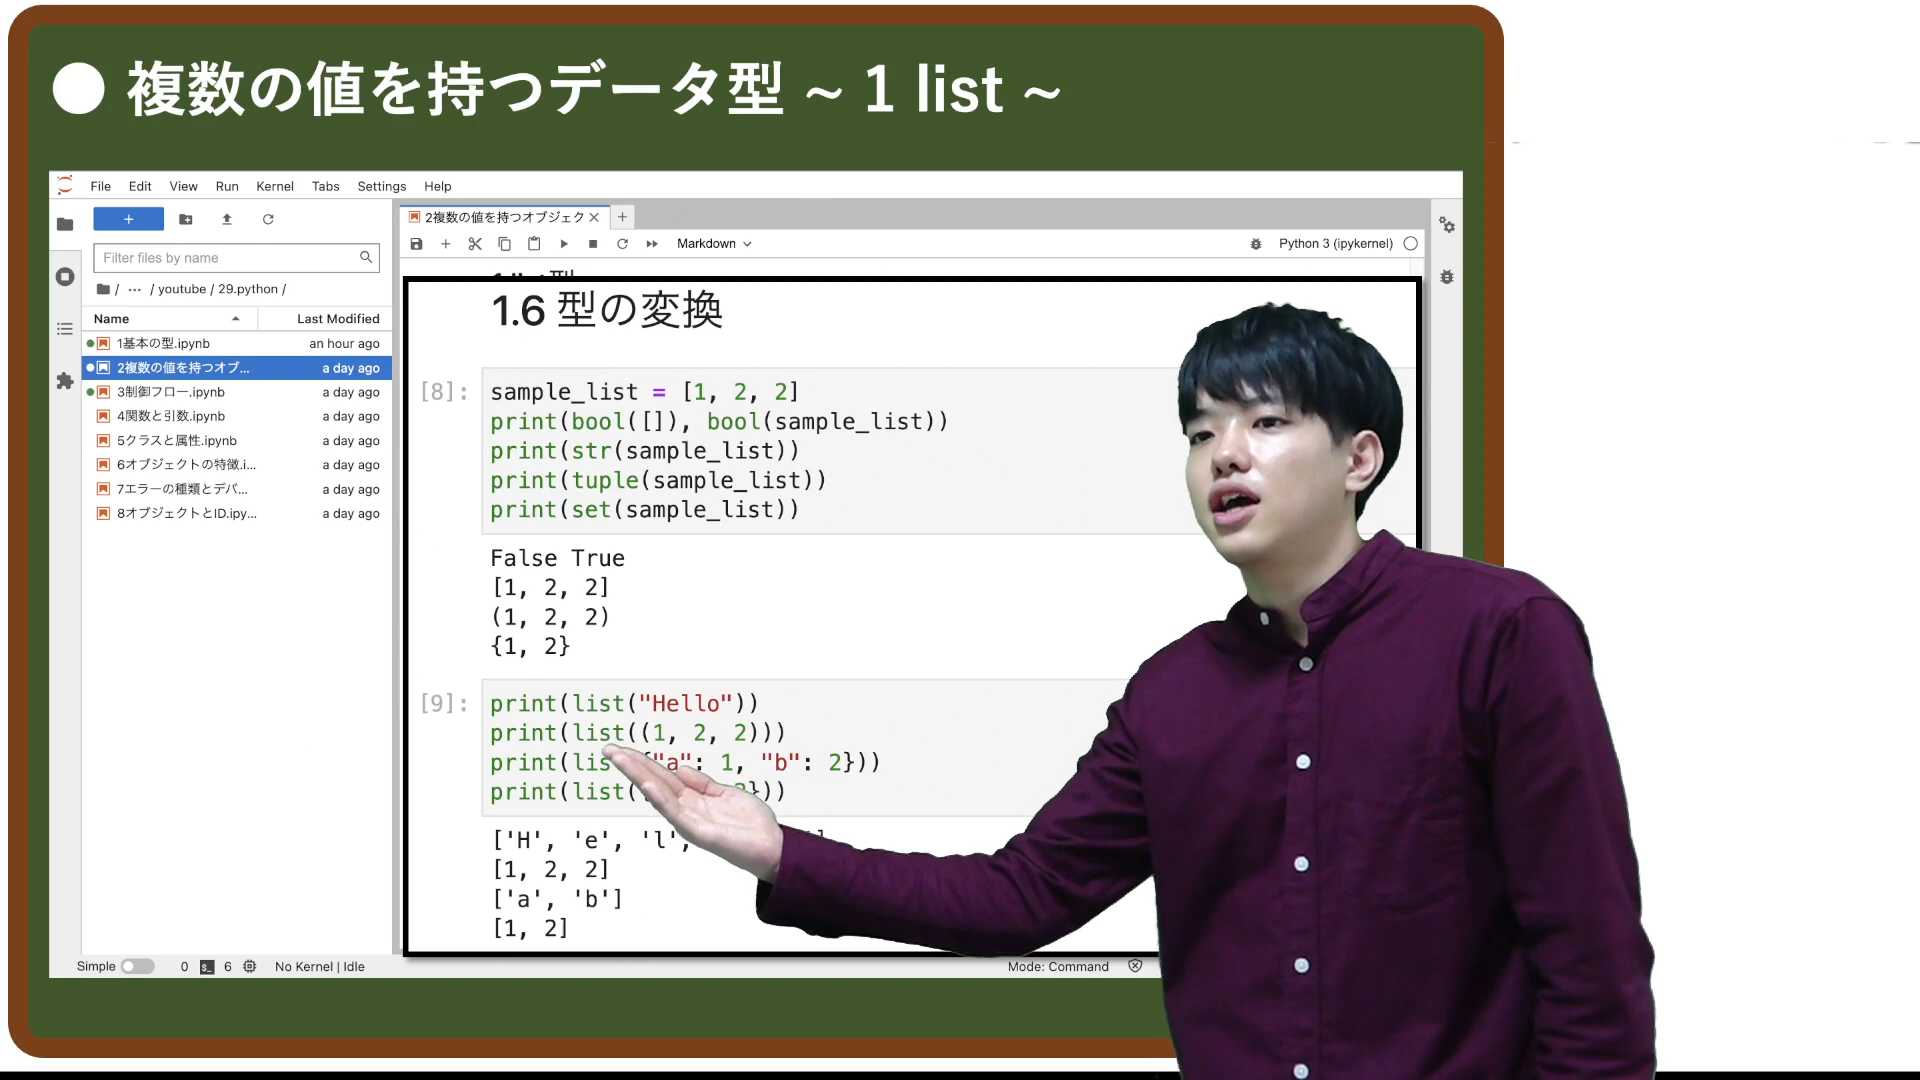 ● 複数の値を持つデータ型 ~ 1 list ~
File Edit View Run Kernel Tabs Settings Help
2複数の値を持つオブジェク
Markdown
Python 3 (ipykernel)
Filter files by name
/ ··· / youtube / 29.python /
Name Last Modified
1基本の型.ipynb an hour ago
2複数の値を持つオブ... a day ago
3制御フロー.ipynb a day ago
4関数と引数.ipynb a day ago
5クラスと属性.ipynb a day ago
6オブジェクトの特徴.i... a day ago
7エラーの種類とデバ... a day ago
8オブジェクトとID.ipy... a day ago
1.6 型の変換
[8]: sample_list = [1, 2, 2]
print(bool([]), bool(sample_list))
print(str(sample_list))
print(tuple(sample_list))
print(set(sample_list))
False True
[1, 2, 2]
(1, 2, 2)
{1, 2}
[9]: print(list("Hello"))
print(list((1, 2, 2)))
print(lis "a": 1, "b": 2}))
print(list( }))
['H', 'e', 'l',
[1, 2, 2]
['a', 'b']
[1, 2]
Simple 0 6 No Kernel | Idle
Mode: Command